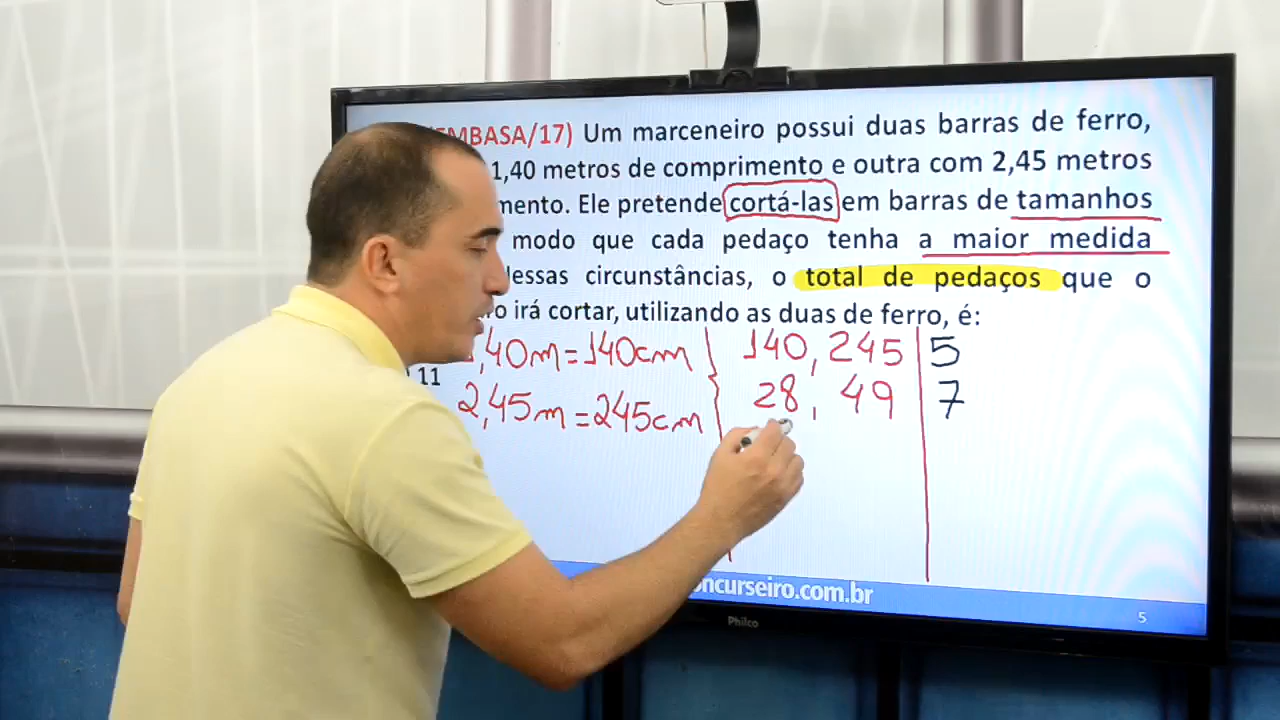 EMBASA/17) Um marceneiro possui duas barras de ferro,
1,40 metros de comprimento e outra com 2,45 metros
mento. Ele pretende cortá-las em barras de tamanhos
modo que cada pedaço tenha a maior medida
dessas circunstâncias, o total de pedaços que o
ro irá cortar, utilizando as duas de ferro, é:
11
1,40m = 140cm
2,45m = 245cm
140, 245 5
28, 49 7
oncurseiro.com.br
5
Philco